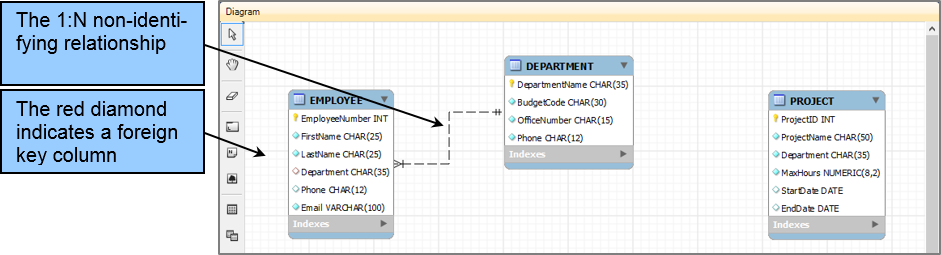 The 1:N non-identi-
fying relationship
The red diamond
indicates a foreign
key column
Diagram
EMPLOYEE
EmployeeNumber INT
FirstName CHAR(25)
LastName CHAR(25)
Department CHAR(35)
Phone CHAR(12)
Email VARCHAR(100)
Indexes
DEPARTMENT
DepartmentName CHAR(35)
BudgetCode CHAR(30)
OfficeNumber CHAR(15)
Phone CHAR(12)
Indexes
PROJECT
ProjectID INT
ProjectName CHAR(50)
Department CHAR(35)
MaxHours NUMERIC(8,2)
StartDate DATE
EndDate DATE
Indexes